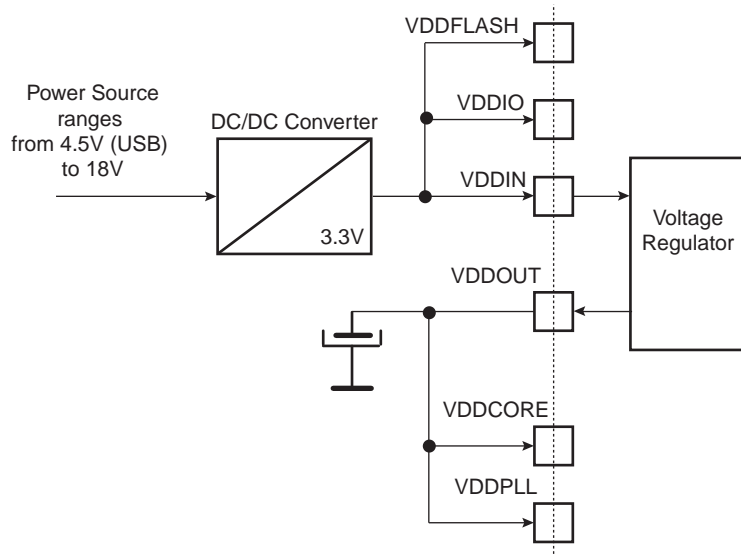 VDDFLASH
Power Source
ranges
from 4.5V (USB)
to 18V
DC/DC Converter
VDDIO
VDDIN
3.3V
Voltage
Regulator
VDDOUT
VDDCORE
VDDPLL